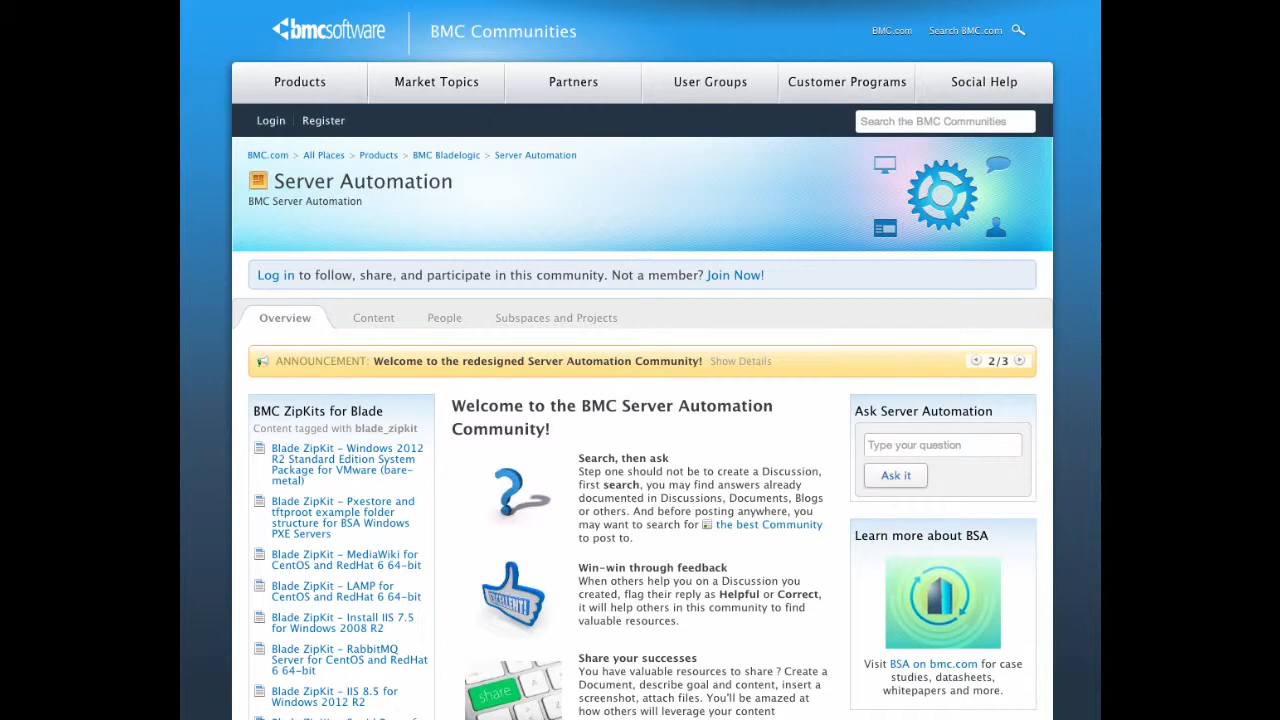 bmcsoftware
BMC Communities
BMC.com
Search BMC.com
Products
Market Topics
Partners
User Groups
Customer Programs
Social Help
Login
Register
Search the BMC Communities
BMC.com > All Places > Products > BMC Bladelogic > Server Automation
Server Automation
BMC Server Automation
Log in to follow, share, and participate in this community. Not a member? Join Now!
Overview
Content
People
Subspaces and Projects
ANNOUNCEMENT: Welcome to the redesigned Server Automation Community! Show Details
2/3
BMC ZipKits for Blade
Content tagged with blade_zipkit
Blade ZipKit - Windows 2012
R2 Standard Edition System
Package for VMware (bare-
metal)
Blade ZipKit - Pxestore and
tftproot example folder
structure for BSA Windows
PXE Servers
Blade ZipKit - MediaWiki for
CentOS and RedHat 6 64-bit
Blade ZipKit - LAMP for
CentOS and RedHat 6 64-bit
Blade ZipKit - Install IIS 7.5
for Windows 2008 R2
Blade ZipKit - RabbitMQ
Server for CentOS and RedHat
6 64-bit
Blade ZipKit - IIS 8.5 for
Windows 2012 R2
Welcome to the BMC Server Automation
Community!
Search, then ask
Step one should not be to create a Discussion,
first search, you may find answers already
documented in Discussions, Documents, Blogs
or others. And before posting anywhere, you
may want to search for the best Community
to post to.
EXCELLENT!
Win-win through feedback
When others help you on a Discussion you
created, flag their reply as Helpful or Correct,
it will help others in this community to find
valuable resources.
share
Share your successes
You have valuable resources to share ? Create a
Document, describe goal and content, insert a
screenshot, attach files. You'll be amazed at
how others will leverage your content
Ask Server Automation
Type your question
Ask it
Learn more about BSA
Visit BSA on bmc.com for case
studies, datasheets,
whitepapers and more.